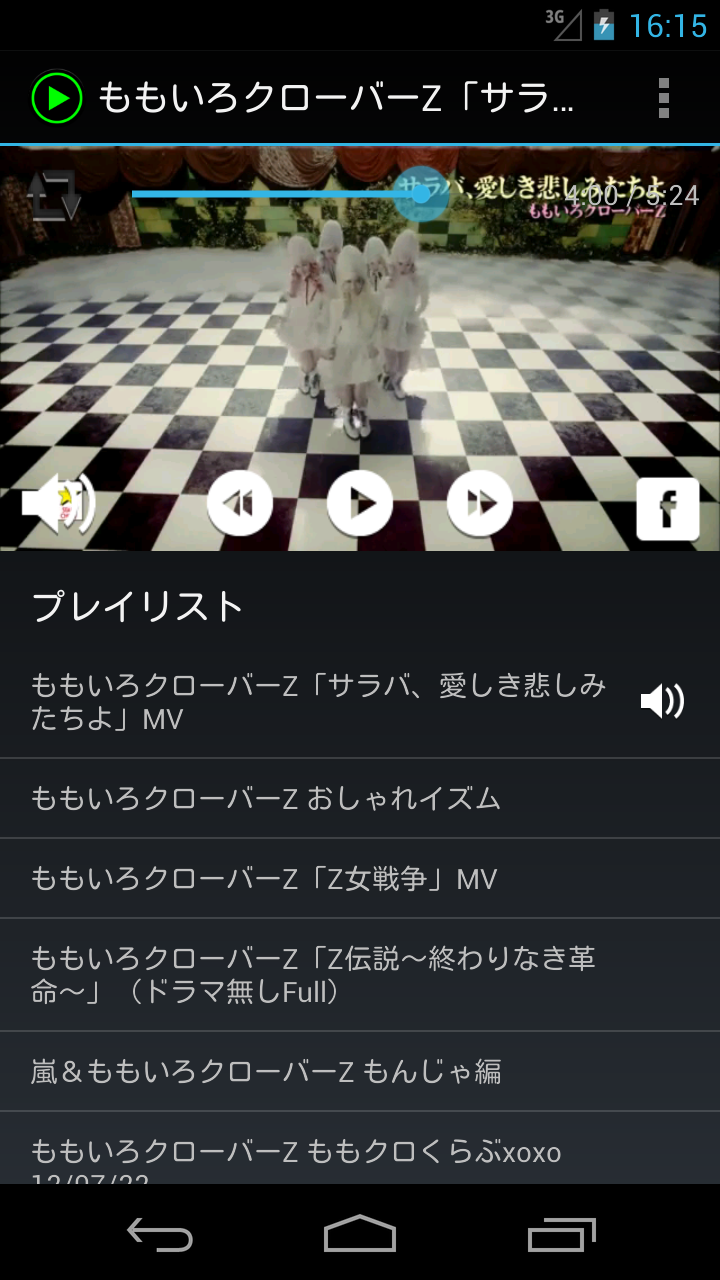 3G 16:15
ももいろクローバーZ「サラ...
サラバ、愛しき悲しみたちよ
4:00 / 5:24
ももいろクローバーZ
f
プレイリスト
ももいろクローバーZ「サラバ、愛しき悲しみ
たちよ」MV
ももいろクローバーZ おしゃれイズム
ももいろクローバーZ「Z女戦争」MV
ももいろクローバーZ「Z伝説〜終わりなき革
命〜」（ドラマ無しFull）
嵐＆ももいろクローバーZ もんじゃ編
ももいろクローバーZ ももクロくらぶxoxo
12/07/22